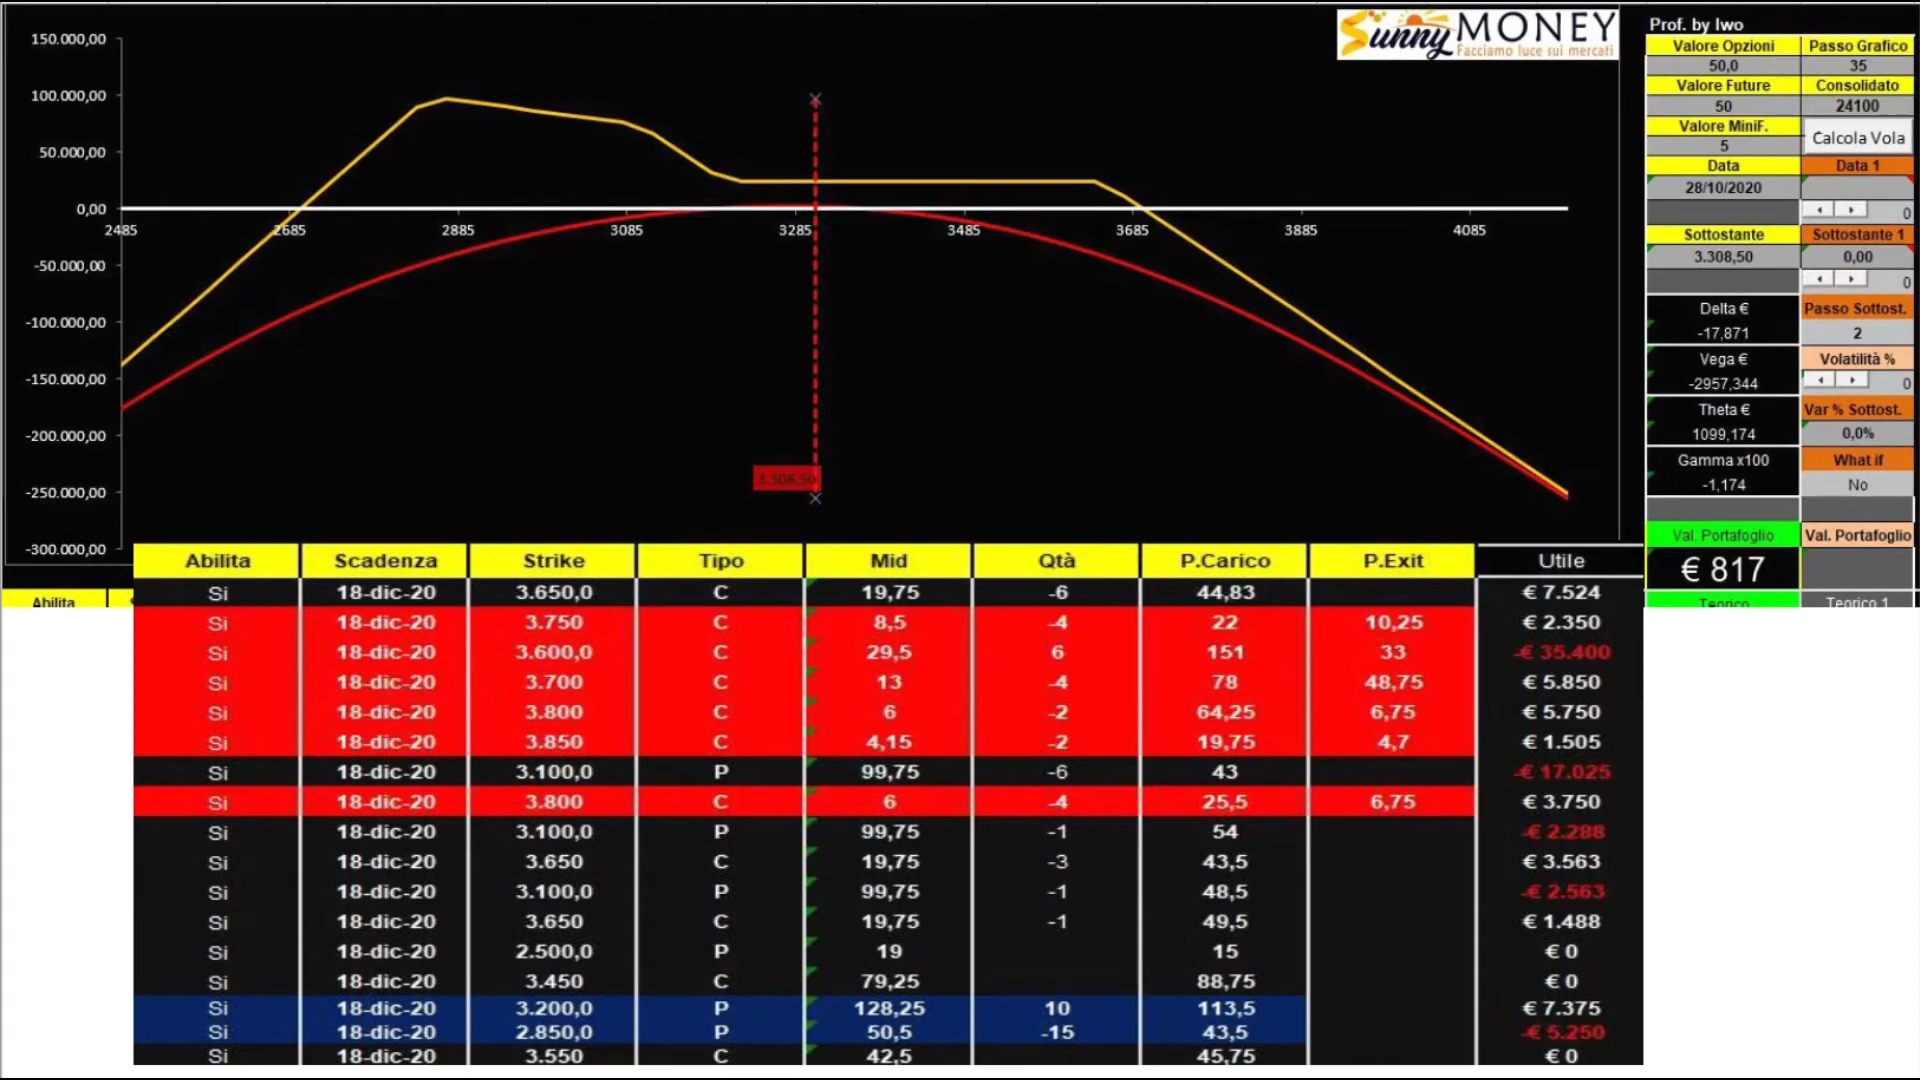 150.000,00
100.000,00
50.000,00
0,00
-50.000,00
-100.000,00
-150.000,00
-200.000,00
-250.000,00
-300.000,00
2485 2685 2885 3085 3285 3485 3685 3885 4085
3.308,50
Sunny MONEY
Facciamo luce sui mercati
Prof. by Iwo
Valore Opzioni Passo Grafico
50,0 35
Valore Future Consolidato
50 24100
Valore MiniF. Calcola Vola
5
Data Data 1
28/10/2020
0
Sottostante Sottostante 1
3.308,50 0,00
0
Delta € Passo Sottost.
-17,871 2
Vega € Volatilità %
-2957,344 0
Theta € Var % Sottost.
1099,174 0,0%
Gamma x100 What if
-1,174 No
Val. Portafoglio Val. Portafoglio
€ 817
Teorico Teorico 1
Abilita
Abilita Scadenza Strike Tipo Mid Qtà P.Carico P.Exit Utile
Si 18-dic-20 3.650,0 C 19,75 -6 44,83 € 7.524
Si 18-dic-20 3.750 C 8,5 -4 22 10,25 € 2.350
Si 18-dic-20 3.600,0 C 29,5 6 151 33 -€ 35.400
Si 18-dic-20 3.700 C 13 -4 78 48,75 € 5.850
Si 18-dic-20 3.800 C 6 -2 64,25 6,75 € 5.750
Si 18-dic-20 3.850 C 4,15 -2 19,75 4,7 € 1.505
Si 18-dic-20 3.100,0 P 99,75 -6 43 -€ 17.025
Si 18-dic-20 3.800 C 6 -4 25,5 6,75 € 3.750
Si 18-dic-20 3.100,0 P 99,75 -1 54 -€ 2.288
Si 18-dic-20 3.650 C 19,75 -3 43,5 € 3.563
Si 18-dic-20 3.100,0 P 99,75 -1 48,5 -€ 2.563
Si 18-dic-20 3.650 C 19,75 -1 49,5 € 1.488
Si 18-dic-20 2.500,0 P 19 15 € 0
Si 18-dic-20 3.450 C 79,25 88,75 € 0
Si 18-dic-20 3.200,0 P 128,25 10 113,5 € 7.375
Si 18-dic-20 2.850,0 P 50,5 -15 43,5 -€ 5.250
Si 18-dic-20 3.550 C 42,5 45,75 € 0